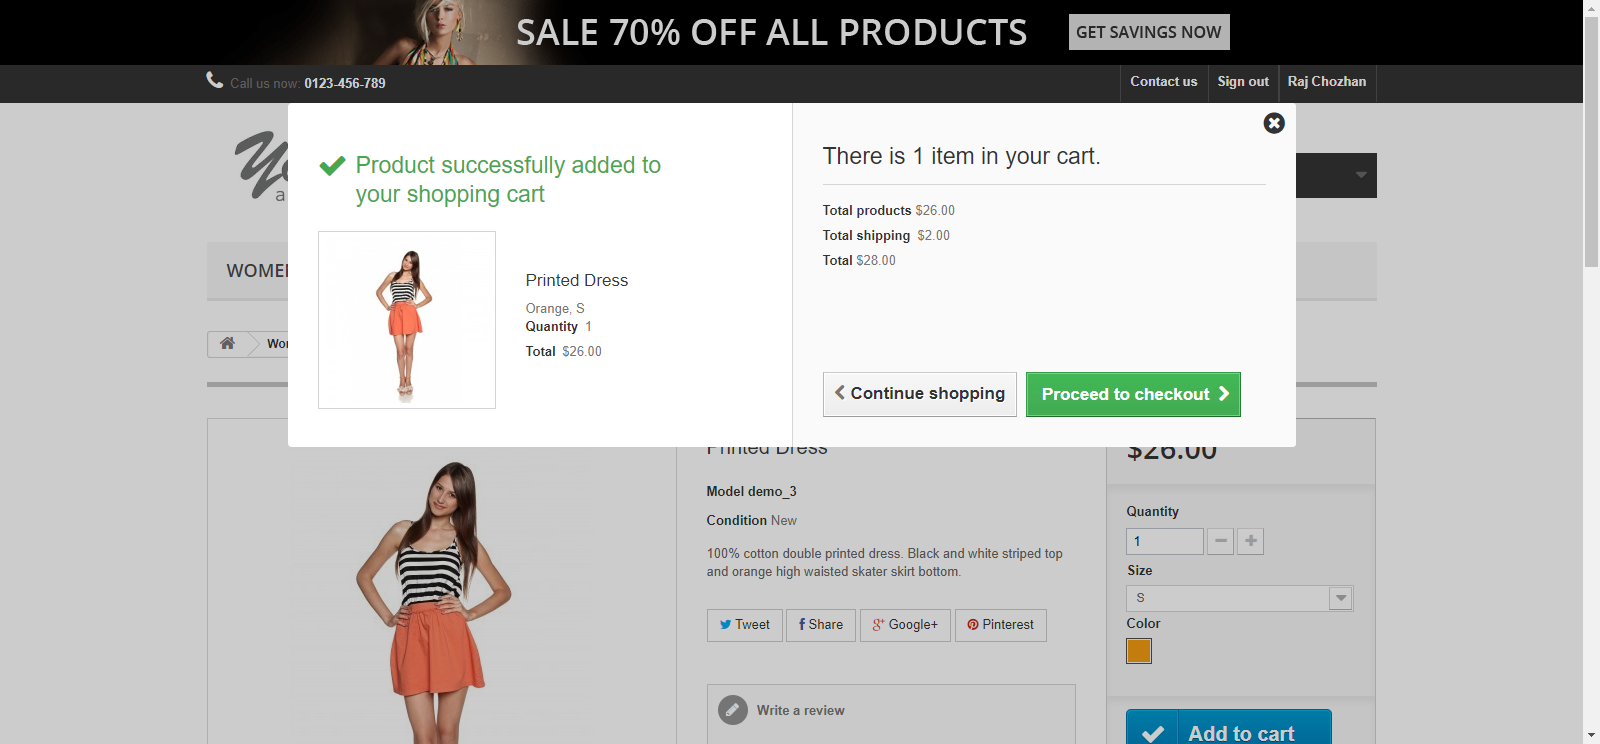 SALE 70% OFF ALL PRODUCTS
GET SAVINGS NOW
Call us now: 0123-456-789
Contact us
Sign out
Raj Chozhan
Product successfully added to
your shopping cart
Printed Dress
Orange, S
Quantity 1
Total $26.00
There is 1 item in your cart.
Total products $26.00
Total shipping $2.00
Total $28.00
Continue shopping
Proceed to checkout
Printed Dress
Model demo_3
Condition New
100% cotton double printed dress. Black and white striped top
and orange high waisted skater skirt bottom.
Tweet
Share
Google+
Pinterest
Write a review
$26.00
Quantity
1
Size
S
Color
Add to cart